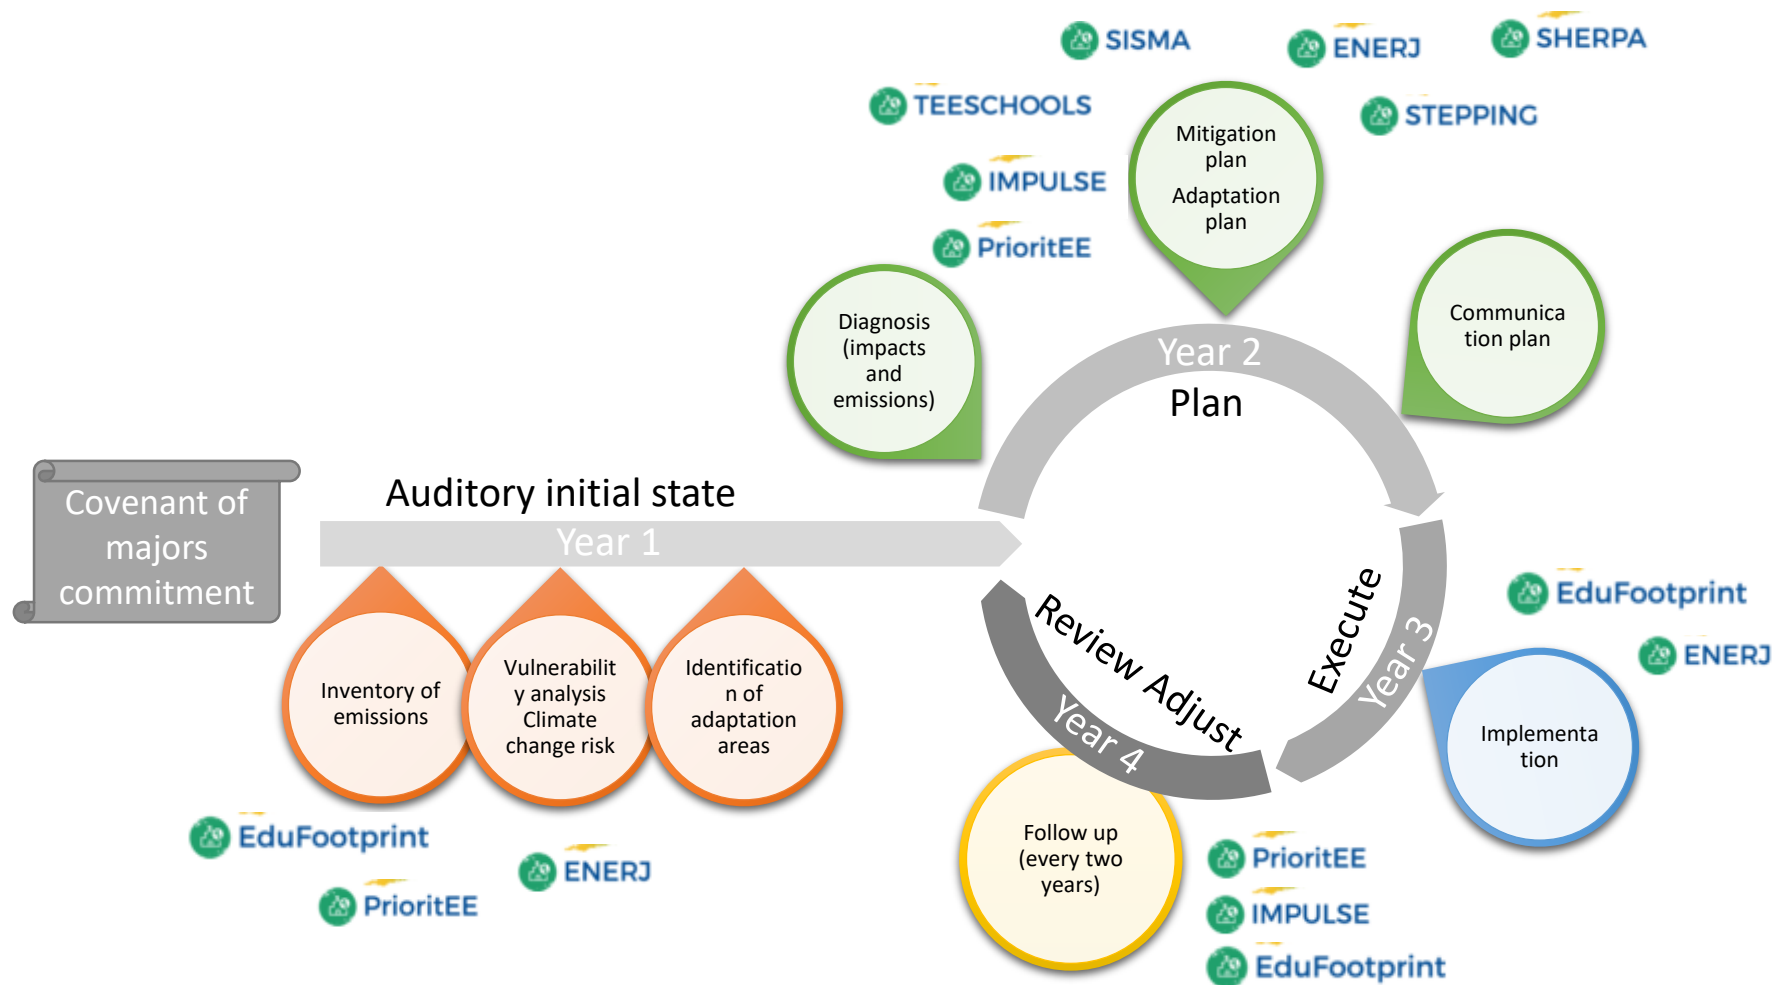 SISMA
ENERJ
SHERPA
TEESCHOOLS
STEPPING
IMPULSE
PrioritEE
Mitigation
plan
Adaptation
plan
Diagnosis
(impacts
and
emissions)
Communica
tion plan
Year 2
Plan
Covenant of
majors
commitment
Auditory initial state
Year 1
Inventory of
emissions
Vulnerabilit
y analysis
Climate
change risk
Identificatio
n of
adaptation
areas
EduFootprint
ENERJ
PrioritEE
Execute
Year 3
EduFootprint
ENERJ
Implementa
tion
Review Adjust
Year 4
Follow up
(every two
years)
PrioritEE
IMPULSE
EduFootprint